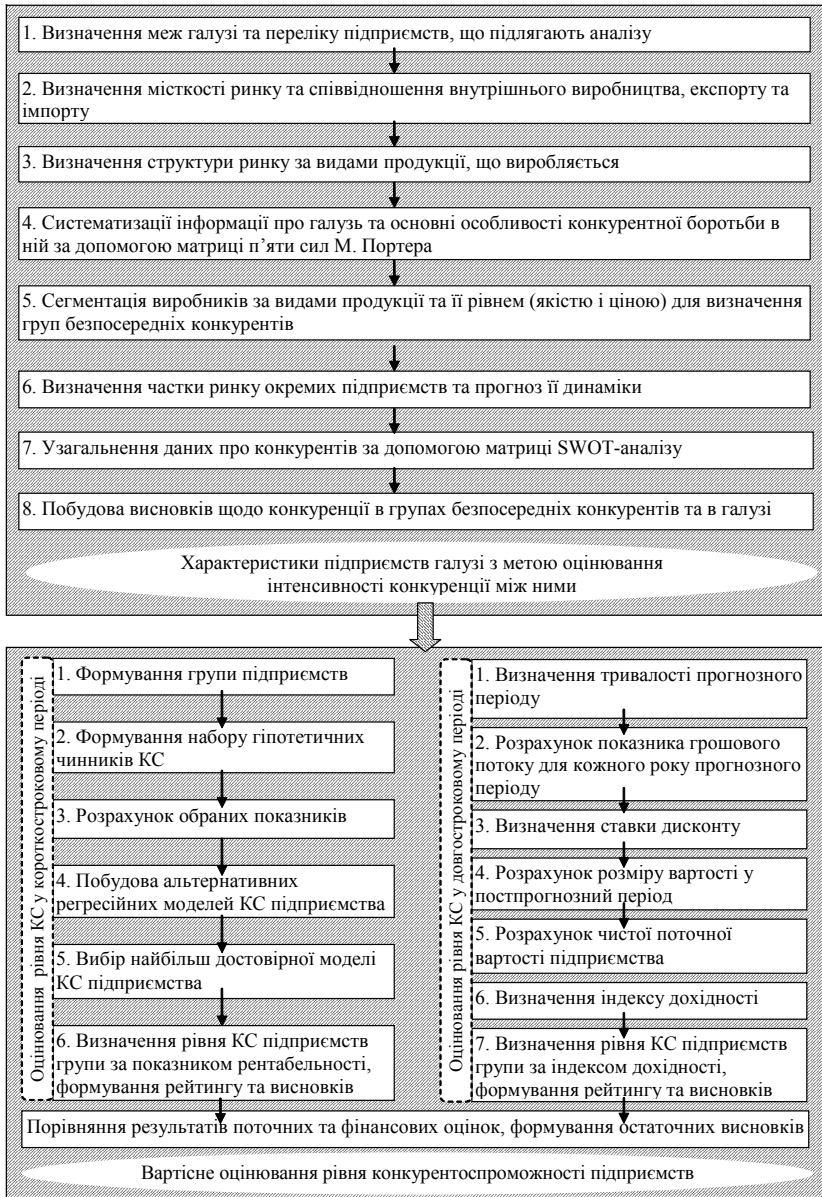 1. Визначення меж галузі та переліку підприємств, що підлягають аналізу
2. Визначення місткості ринку та співвідношення внутрішнього виробництва, експорту та
імпорту
3. Визначення структури ринку за видами продукції, що виробляється
4. Систематизації інформації про галузь та основні особливості конкурентної боротьби в
ній за допомогою матриці п’яти сил М. Портера
5. Сегментація виробників за видами продукції та її рівнем (якістю і ціною) для визначення
груп безпосередніх конкурентів
6. Визначення частки ринку окремих підприємств та прогноз її динаміки
7. Узагальнення даних про конкурентів за допомогою матриці SWOT-аналізу
8. Побудова висновків щодо конкуренції в групах безпосередніх конкурентів та в галузі
Характеристики підприємств галузі з метою оцінювання
інтенсивності конкуренції між ними
Оцінювання рівня КС у короткостроковому періоді
1. Формування групи підприємств
2. Формування набору гіпотетичних
чинників КС
3. Розрахунок обраних показників
4. Побудова альтернативних
регресійних моделей КС підприємства
5. Вибір найбільш достовірної моделі
КС підприємства
6. Визначення рівня КС підприємств
групи за показником рентабельності,
формування рейтингу та висновків
Оцінювання рівня КС у довгостроковому періоді
1. Визначення тривалості прогнозного
періоду
2. Розрахунок показника грошового
потоку для кожного року прогнозного
періоду
3. Визначення ставки дисконту
4. Розрахунок розміру вартості у
постпрогнозний період
5. Розрахунок чистої поточної
вартості підприємства
6. Визначення індексу дохідності
7. Визначення рівня КС підприємств
групи за індексом дохідності,
формування рейтингу та висновків
Порівняння результатів поточних та фінансових оцінок, формування остаточних висновків
Вартісне оцінювання рівня конкурентоспроможності підприємств